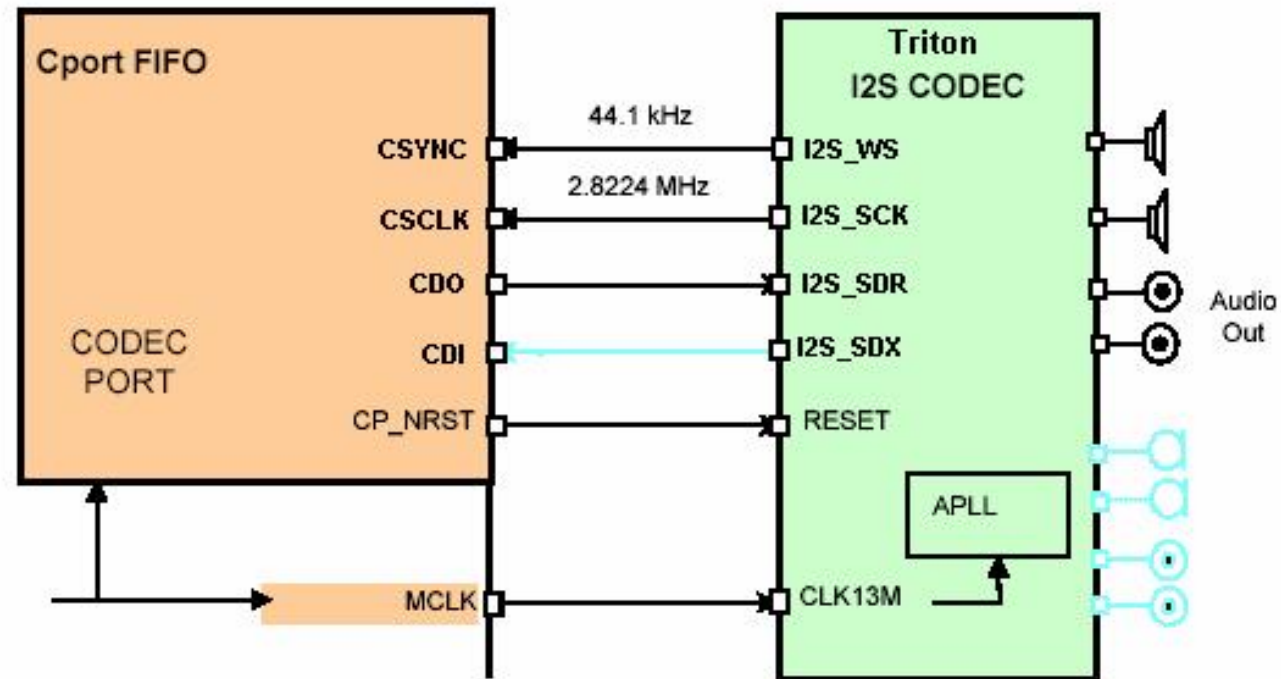 Cport FIFO
Triton
I2S CODEC
44.1 kHz
CSYNC
I2S_WS
2.8224 MHz
CSCLK
I2S_SCK
CDO
I2S_SDR
Audio
Out
CODEC
PORT
CDI
I2S_SDX
CP_NRST
RESET
APLL
MCLK
CLK13M